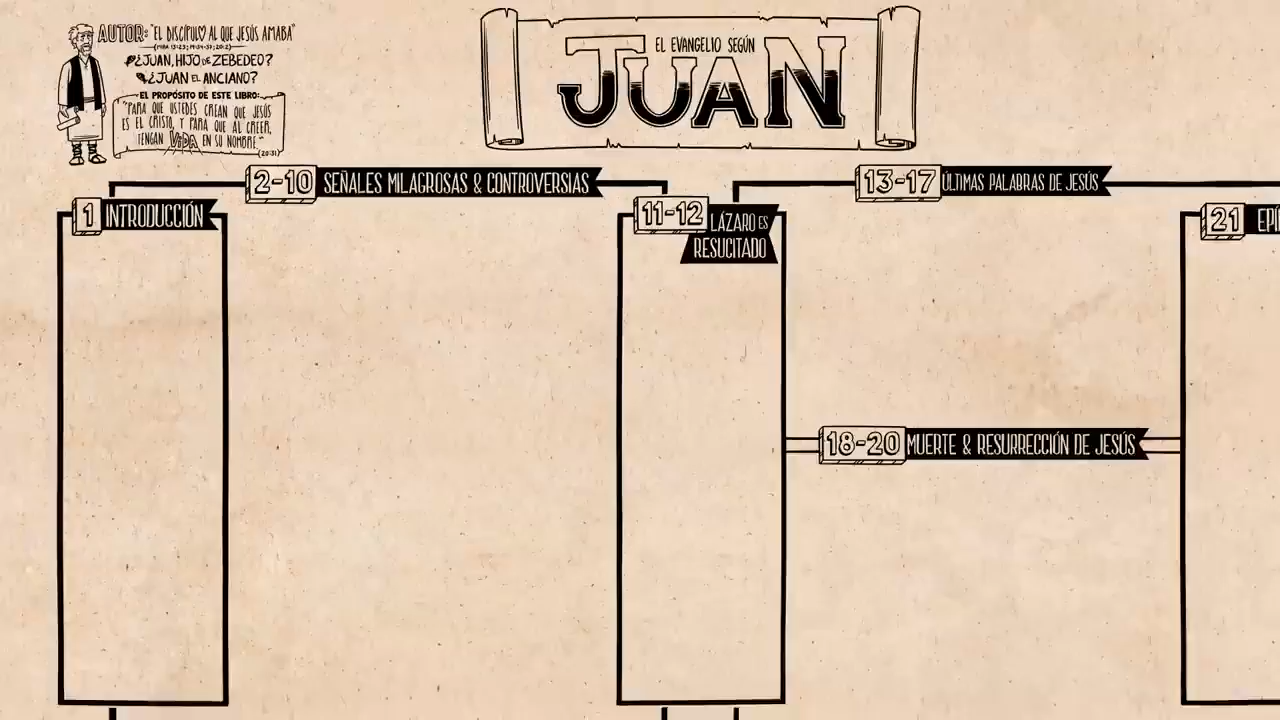 AUTOR: "EL DISCÍPULO AL QUE JESÚS AMABA"
¿JUAN, HIJO DE ZEBEDEO?
¿JUAN EL ANCIANO?
EL PROPÓSITO DE ESTE LIBRO:
"PARA QUE USTEDES CREAN QUE JESÚS
ES EL CRISTO, Y PARA QUE AL CREER,
TENGAN VIDA EN SU NOMBRE."
(20:31)
EL EVANGELIO SEGÚN
JUAN
2-10 SEÑALES MILAGROSAS & CONTROVERSIAS
13-17 ÚLTIMAS PALABRAS DE JESÚS
1 INTRODUCCIÓN
11-12 LÁZARO ES
RESUCITADO
21 EPÍ
18-20 MUERTE & RESURRECCIÓN DE JESÚS